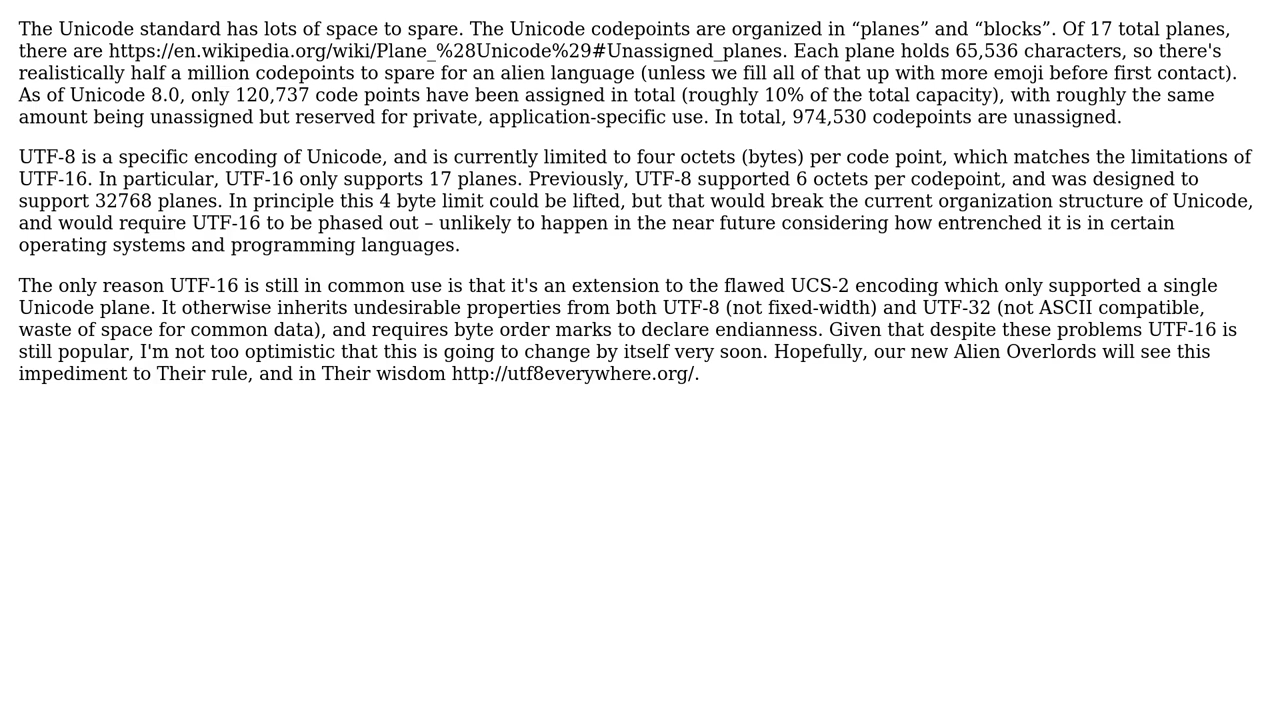 The Unicode standard has lots of space to spare. The Unicode codepoints are organized in “planes” and “blocks”. Of 17 total planes,
there are https://en.wikipedia.org/wiki/Plane_%28Unicode%29#Unassigned_planes. Each plane holds 65,536 characters, so there's
realistically half a million codepoints to spare for an alien language (unless we fill all of that up with more emoji before first contact).
As of Unicode 8.0, only 120,737 code points have been assigned in total (roughly 10% of the total capacity), with roughly the same
amount being unassigned but reserved for private, application-specific use. In total, 974,530 codepoints are unassigned.
UTF-8 is a specific encoding of Unicode, and is currently limited to four octets (bytes) per code point, which matches the limitations of
UTF-16. In particular, UTF-16 only supports 17 planes. Previously, UTF-8 supported 6 octets per codepoint, and was designed to
support 32768 planes. In principle this 4 byte limit could be lifted, but that would break the current organization structure of Unicode,
and would require UTF-16 to be phased out – unlikely to happen in the near future considering how entrenched it is in certain
operating systems and programming languages.
The only reason UTF-16 is still in common use is that it's an extension to the flawed UCS-2 encoding which only supported a single
Unicode plane. It otherwise inherits undesirable properties from both UTF-8 (not fixed-width) and UTF-32 (not ASCII compatible,
waste of space for common data), and requires byte order marks to declare endianness. Given that despite these problems UTF-16 is
still popular, I'm not too optimistic that this is going to change by itself very soon. Hopefully, our new Alien Overlords will see this
impediment to Their rule, and in Their wisdom http://utf8everywhere.org/.